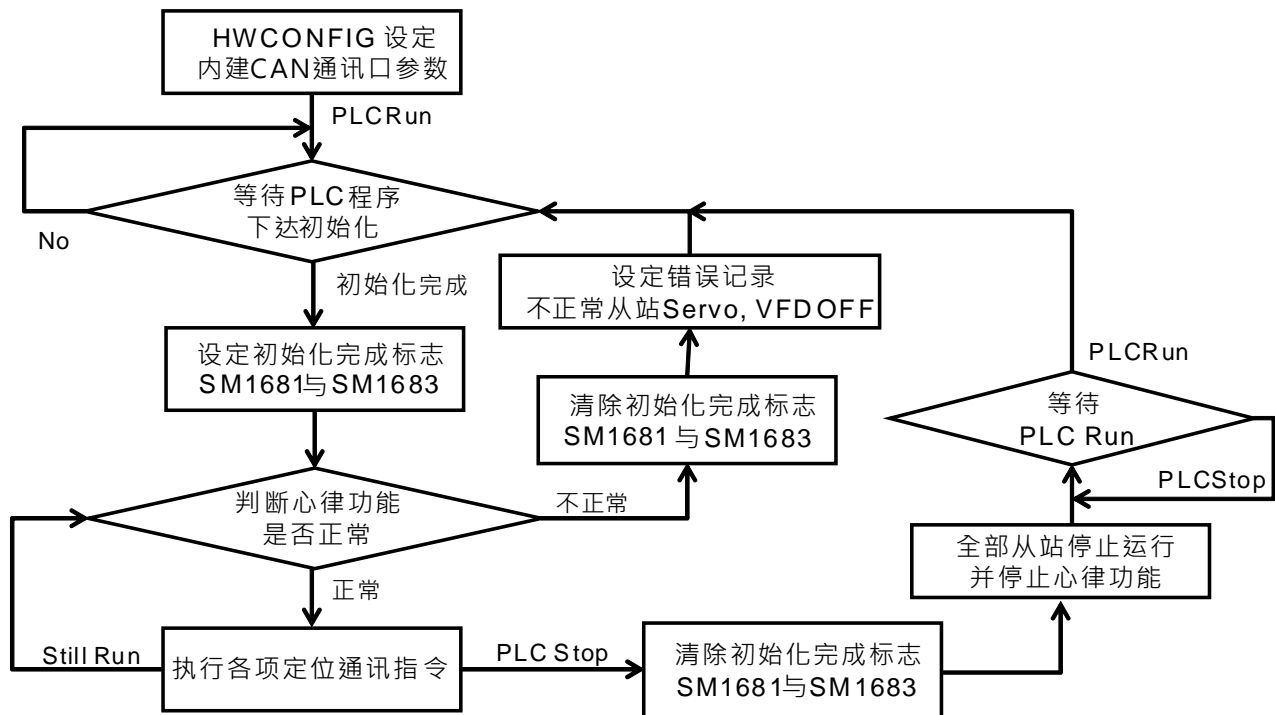 HWCONFIG 设定
内建CAN通讯口参数
PLCRun
等待PLC程序
下达初始化
No
初始化完成
设定初始化完成标志
SM1681与SM1683
判断心律功能
是否正常
不正常
正常
Still Run
执行各项定位通讯指令
PLC Stop
设定错误记录
不正常从站Servo, VFD OFF
清除初始化完成标志
SM1681与SM1683
清除初始化完成标志
SM1681与SM1683
全部从站停止运行
并停止心律功能
等待
PLC Run
PLCRun
PLCStop